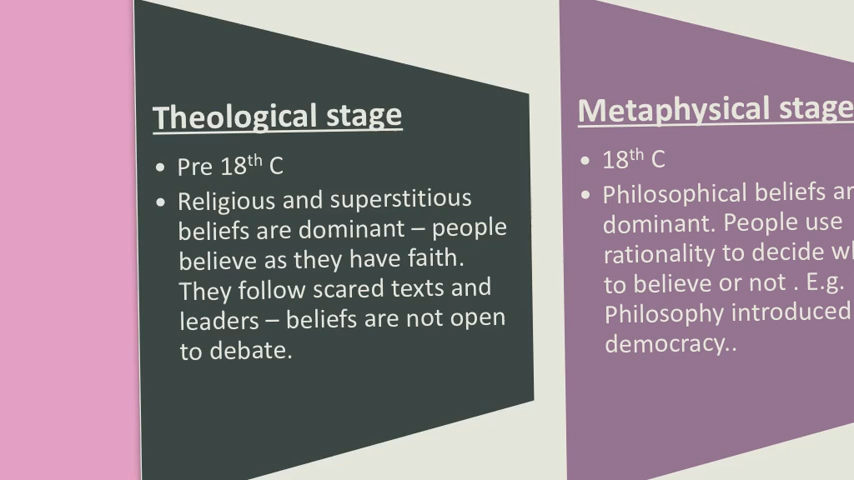 Theological stage
• Pre 18th C
• Religious and superstitious
beliefs are dominant – people
believe as they have faith.
They follow scared texts and
leaders – beliefs are not open
to debate.
Metaphysical stage
• 18th C
• Philosophical beliefs
dominant. People use
rationality to decide
to believe or not . E.g.
Philosophy introduced
democracy..